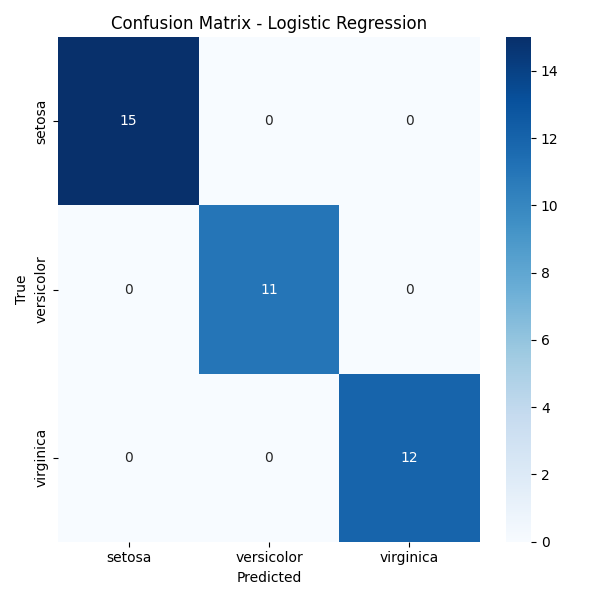 Confusion Matrix - Logistic Regression
setosa
15
0
0
True
versicolor
0
11
0
virginica
0
0
12
setosa
versicolor
virginica
Predicted
14
12
10
8
6
4
2
0